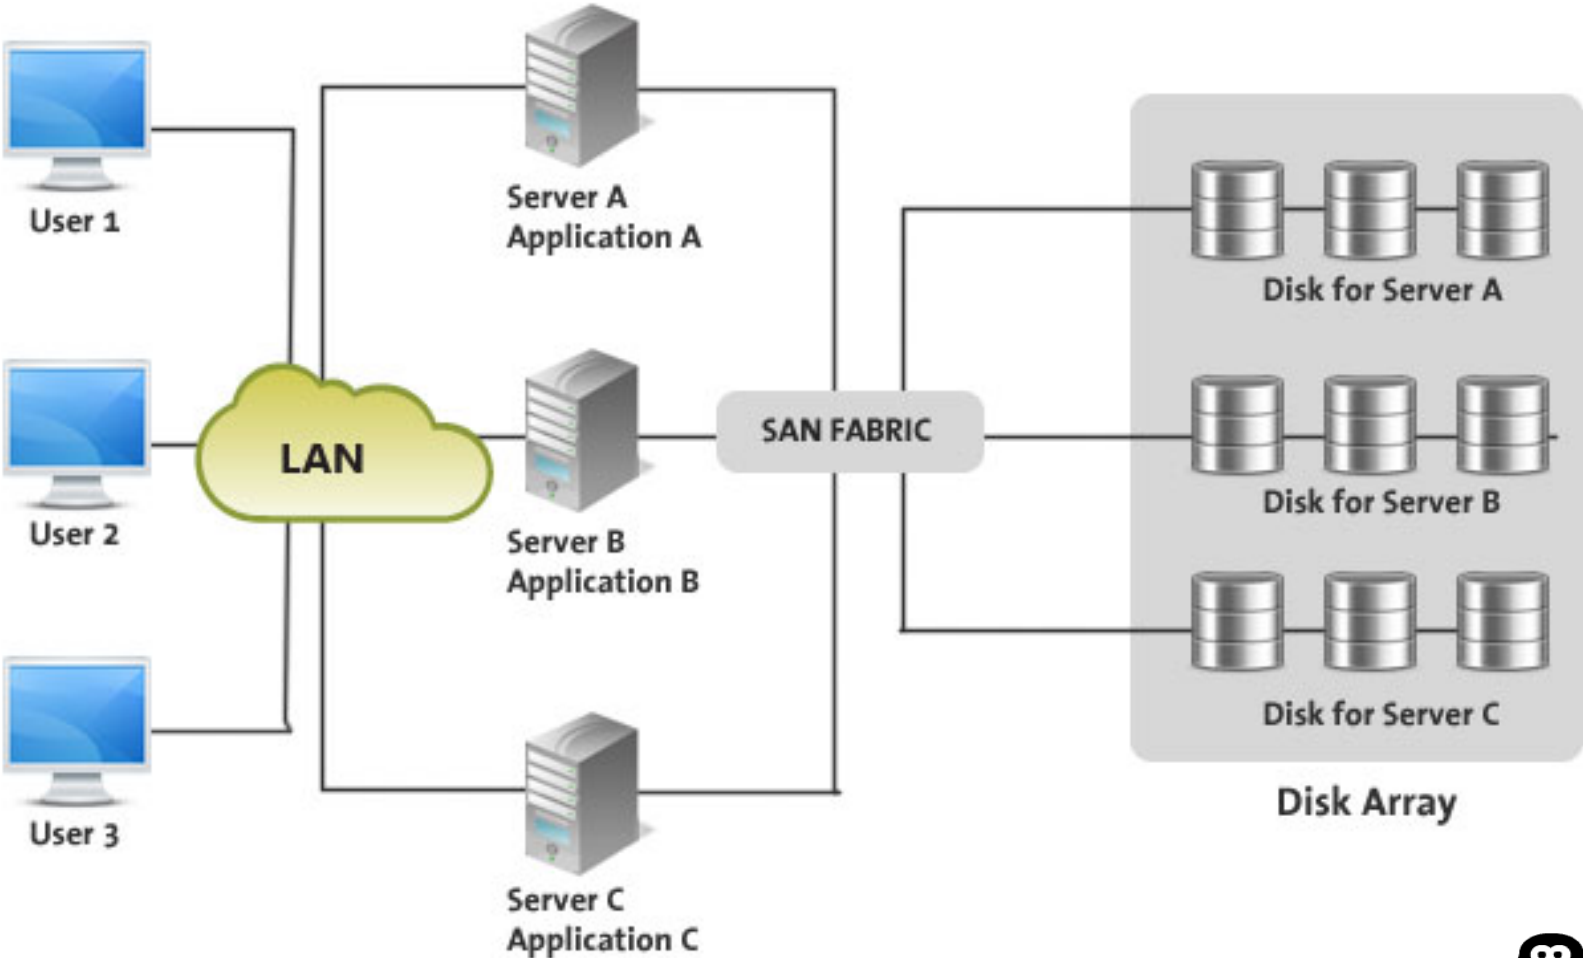 User 1
User 2
User 3
LAN
Server A
Application A
Server B
Application B
Server C
Application C
SAN FABRIC
Disk for Server A
Disk for Server B
Disk for Server C
Disk Array